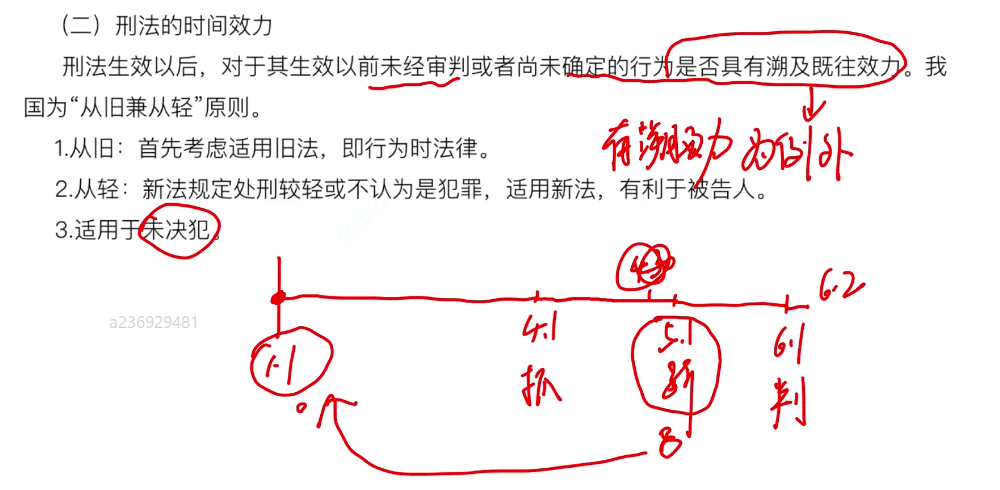 （二）刑法的时间效力
刑法生效以后，对于其生效以前未经审判或者尚未确定的行为是否具有溯及既往效力。我
国为“从旧兼从轻”原则。
1.从旧：首先考虑适用旧法，即行为时法律。
有溯及力 为例外
2.从轻：新法规定处刑较轻或不认为是犯罪，适用新法，有利于被告人。
3.适用于未决犯。
6.2
a236929481
1.1
4.1
5.1
6.1
抓
新
判
8